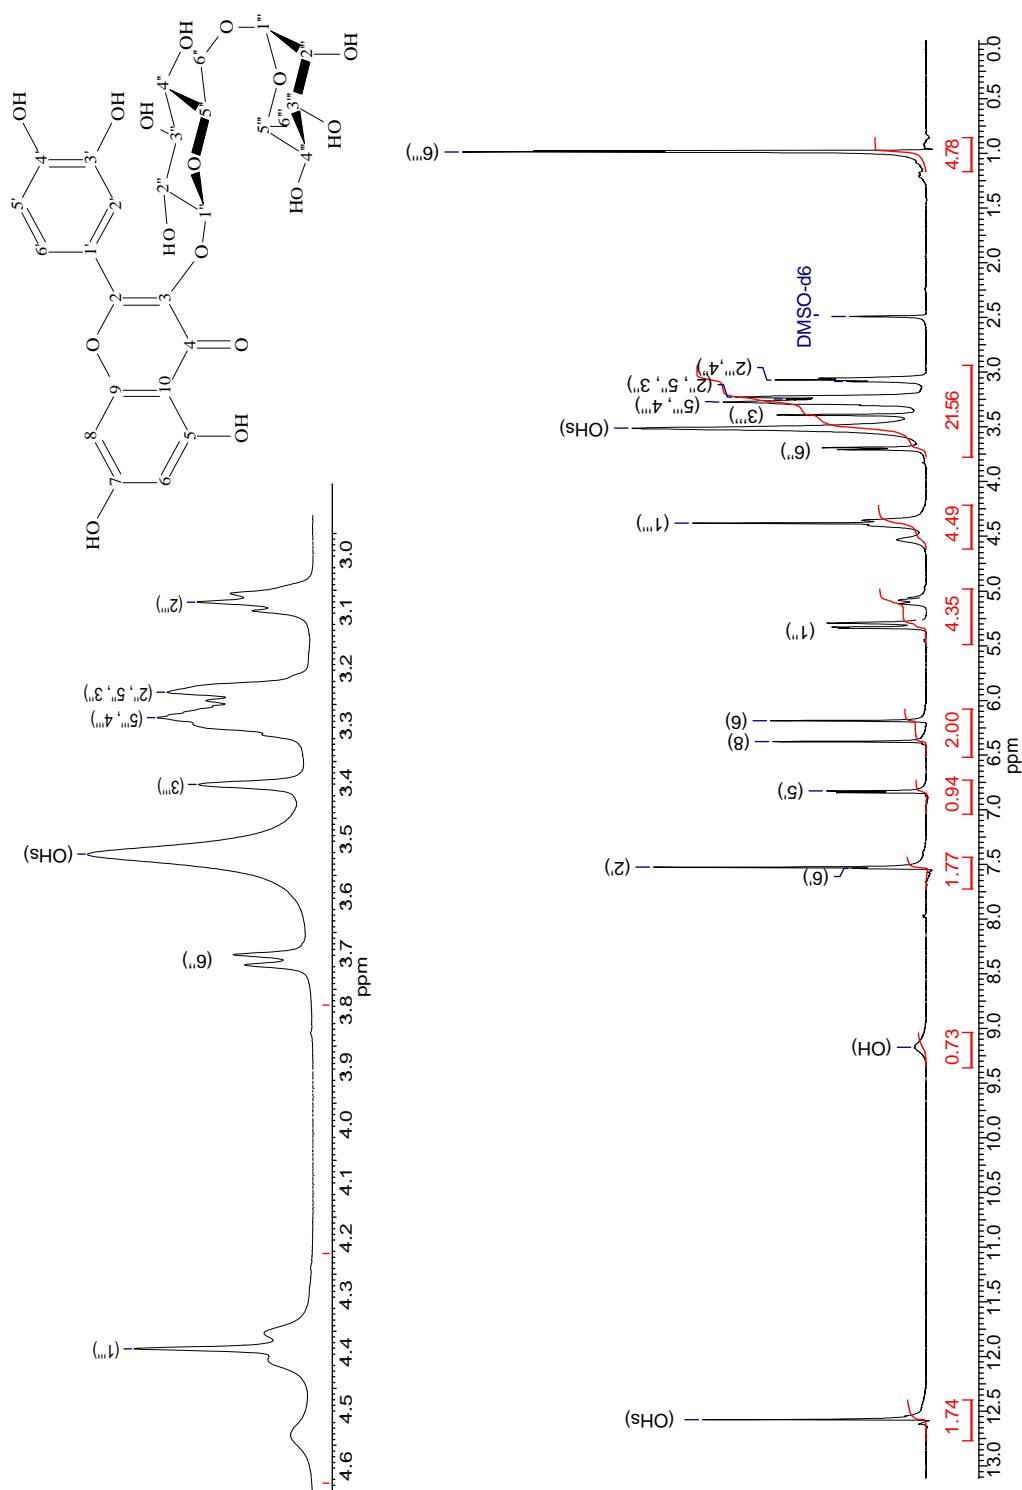 OH
4'
5'
3'
OH
6'
2'
1'
O
2
3
4
O
9
10
8
5
OH
7
6
HO
O
1''
2''
HO
O
3''
OH
4''
OH
5''
6''
O
1'''
O
2'''
OH
3'''
HO
4'''
HO
5'''
6'''
(1''')
(6'')
(OHs)
(3''')
(5''', 4''')
(2'', 5'', 3'')
(2''')
4.6 4.5 4.4 4.3 4.2 4.1 4.0 3.9 3.8 3.7 3.6 3.5 3.4 3.3 3.2 3.1 3.0
ppm
(OHs)
(OH)
(2')
(6')
(5')
(8)
(6)
(1'')
(1''')
(6'')
(OHs)
(3''')
(5''', 4''')
(2'', 5'', 3'')
(2''', 4'')
DMSO-d6
(6''')
1.74 0.73 1.77 0.94 2.00 4.35 4.49 21.56 4.78
13.0 12.5 12.0 11.5 11.0 10.5 10.0 9.5 9.0 8.5 8.0 7.5 7.0 6.5 6.0 5.5 5.0 4.5 4.0 3.5 3.0 2.5 2.0 1.5 1.0 0.5 0.0
ppm